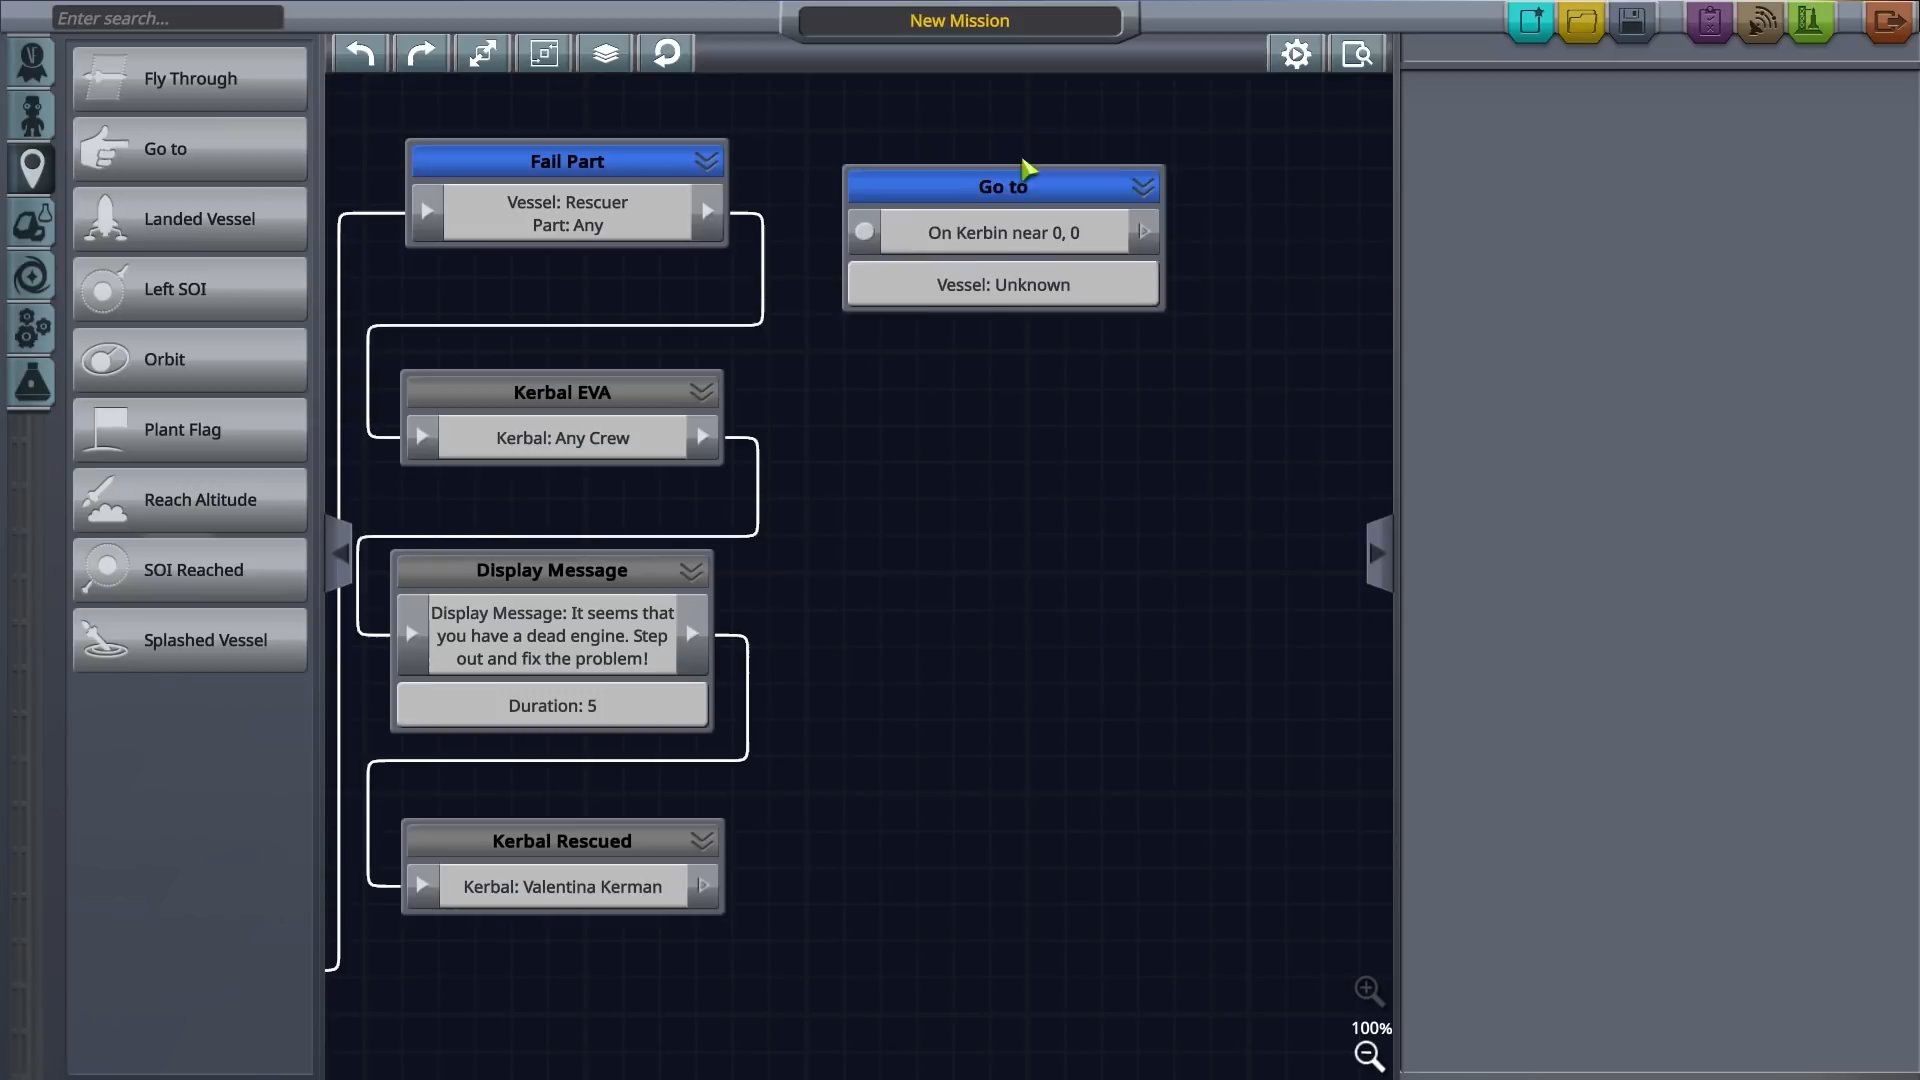 Enter search...
New Mission
Fly Through
Go to
Landed Vessel
Left SOI
Orbit
Plant Flag
Reach Altitude
SOI Reached
Splashed Vessel
Fail Part
Vessel: Rescuer
Part: Any
Kerbal EVA
Kerbal: Any Crew
Display Message
Display Message: It seems that
you have a dead engine. Step
out and fix the problem!
Duration: 5
Kerbal Rescued
Kerbal: Valentina Kerman
Go to
On Kerbin near 0, 0
Vessel: Unknown
100%